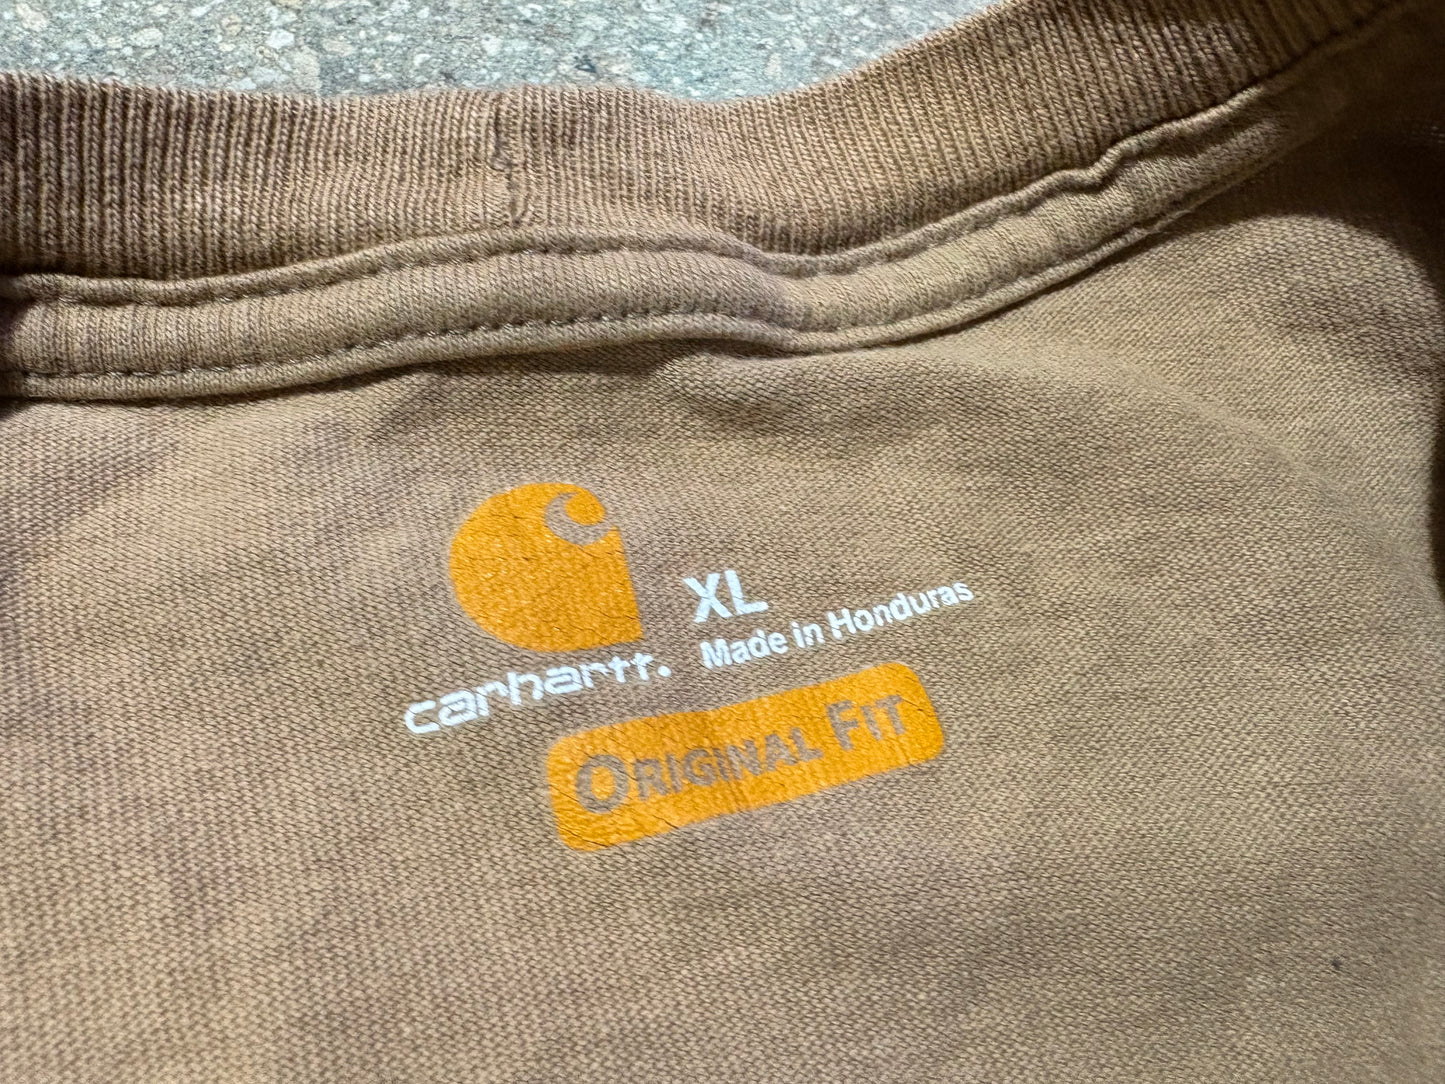 XL
Made in Honduras
carhartt.
ORIGINAL FIT